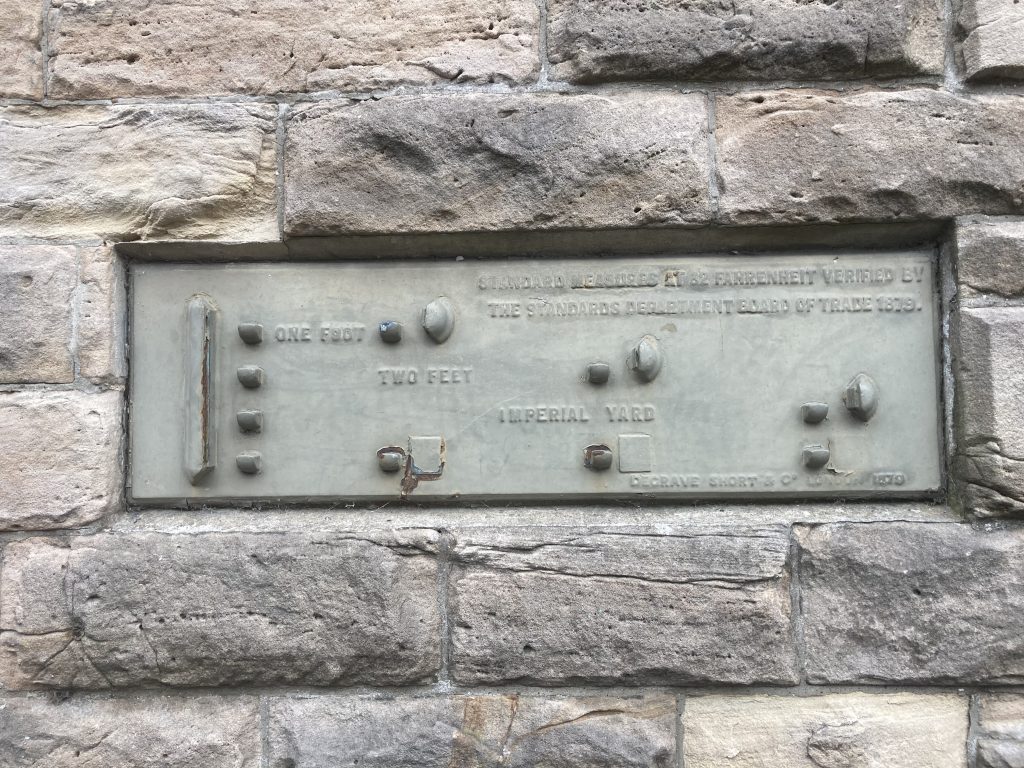 STANDARD MEASURES AT 62 FAHRENHEIT VERIFIED BY
THE STANDARDS DEPARTMENT BOARD OF TRADE 1879.
ONE FOOT
TWO FEET
IMPERIAL YARD
DEGRAVE SHORT & Cº LONDON 1879